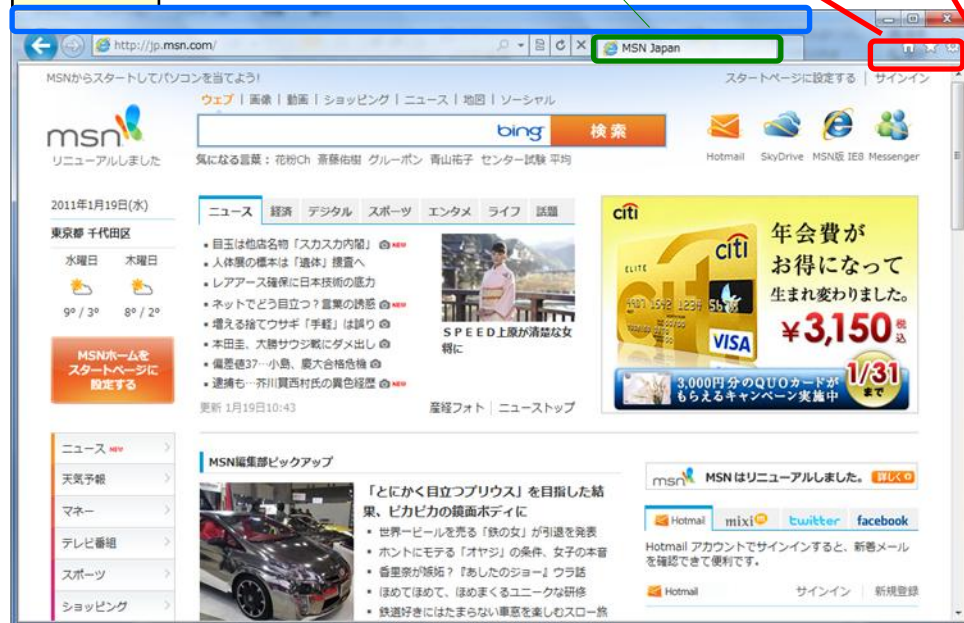 http://jp.msn.com/
MSN Japan
MSNからスタートしてパソコンを当てよう!
スタートページに設定する | サインイン
ウェブ | 画像 | 動画 | ショッピング | ニュース | 地図 | ソーシャル
msn
リニューアルしました
bing
検索
気になる言葉: 花粉Ch 斎藤佑樹 グルーポン 青山祐子 センター試験 平均
Hotmail SkyDrive MSN版 IE8 Messenger
2011年1月19日(水)
東京都 千代田区
水曜日 木曜日
9° / 3° 8° / 2°
MSNホームを
スタートページに
設定する
ニュース 経済 デジタル スポーツ エンタメ ライフ 話題
目玉は他店名物「スカスカ内閣」 NEW
人体展の標本は「遺体」捜査へ
レアアース確保に日本技術の底力
ネットでどう目立つ?言葉の誘惑 NEW
増える捨てウサギ「手軽」は誤り
本田圭、大勝サウジ戦にダメ出し
偏差値37…小島、慶大合格危機
逮捕も…芥川賞西村氏の異色経歴 NEW
更新 1月19日10:43
SPEED上原が清楚な女
将に
産経フォト | ニューストップ
citi
citi
ELITE
VISA
年会費が
お得になって
生まれ変わりました。
¥3,150 税込
3,000円分のQUOカードが
もらえるキャンペーン実施中
1/31
まで
ニュース NEW
天気予報
マネー
テレビ番組
スポーツ
ショッピング
MSN編集部ピックアップ
「とにかく目立つプリウス」を目指した結
果、ピカピカの鏡面ボディに
世界一ビールを売る「鉄の女」が引退を発表
ホントにモテる「オヤジ」の条件、女子の本音
香里奈が嫉妬?『あしたのジョー』ウラ話
ほめてほめて、ほめまくるユニークな研修
鉄道好きにはたまらない車窓を楽しむスロー旅
msn MSN はリニューアルしました。 詳しく
Hotmail mixi twitter facebook
Hotmail アカウントでサインインすると、新着メール
を確認できて便利です。
Hotmail サインイン | 新規登録